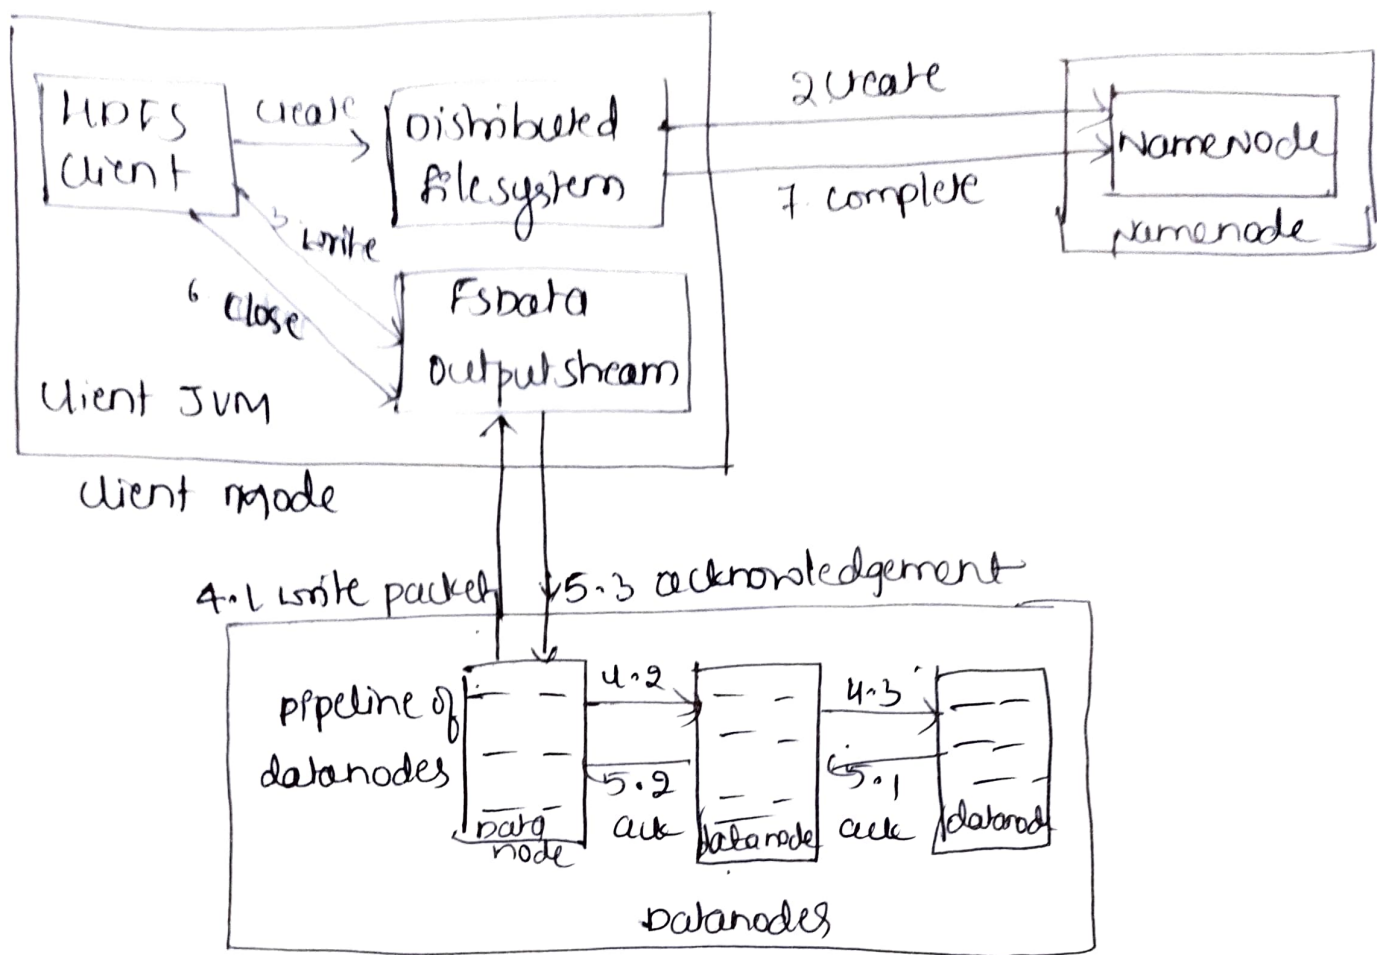 HDFS
Client
Create
Distributed
filesystem
2 Create
7. complete
NameNode
namenode
3 write
6 Close
FSData
Outputstream
Client JVM
Client node
4.1 write packet
5.3 acknowledgement
pipeline of
datanodes
4.2
4.3
5.2
ack
5.1
ack
Data
node
datanode
datanod
Datanodes